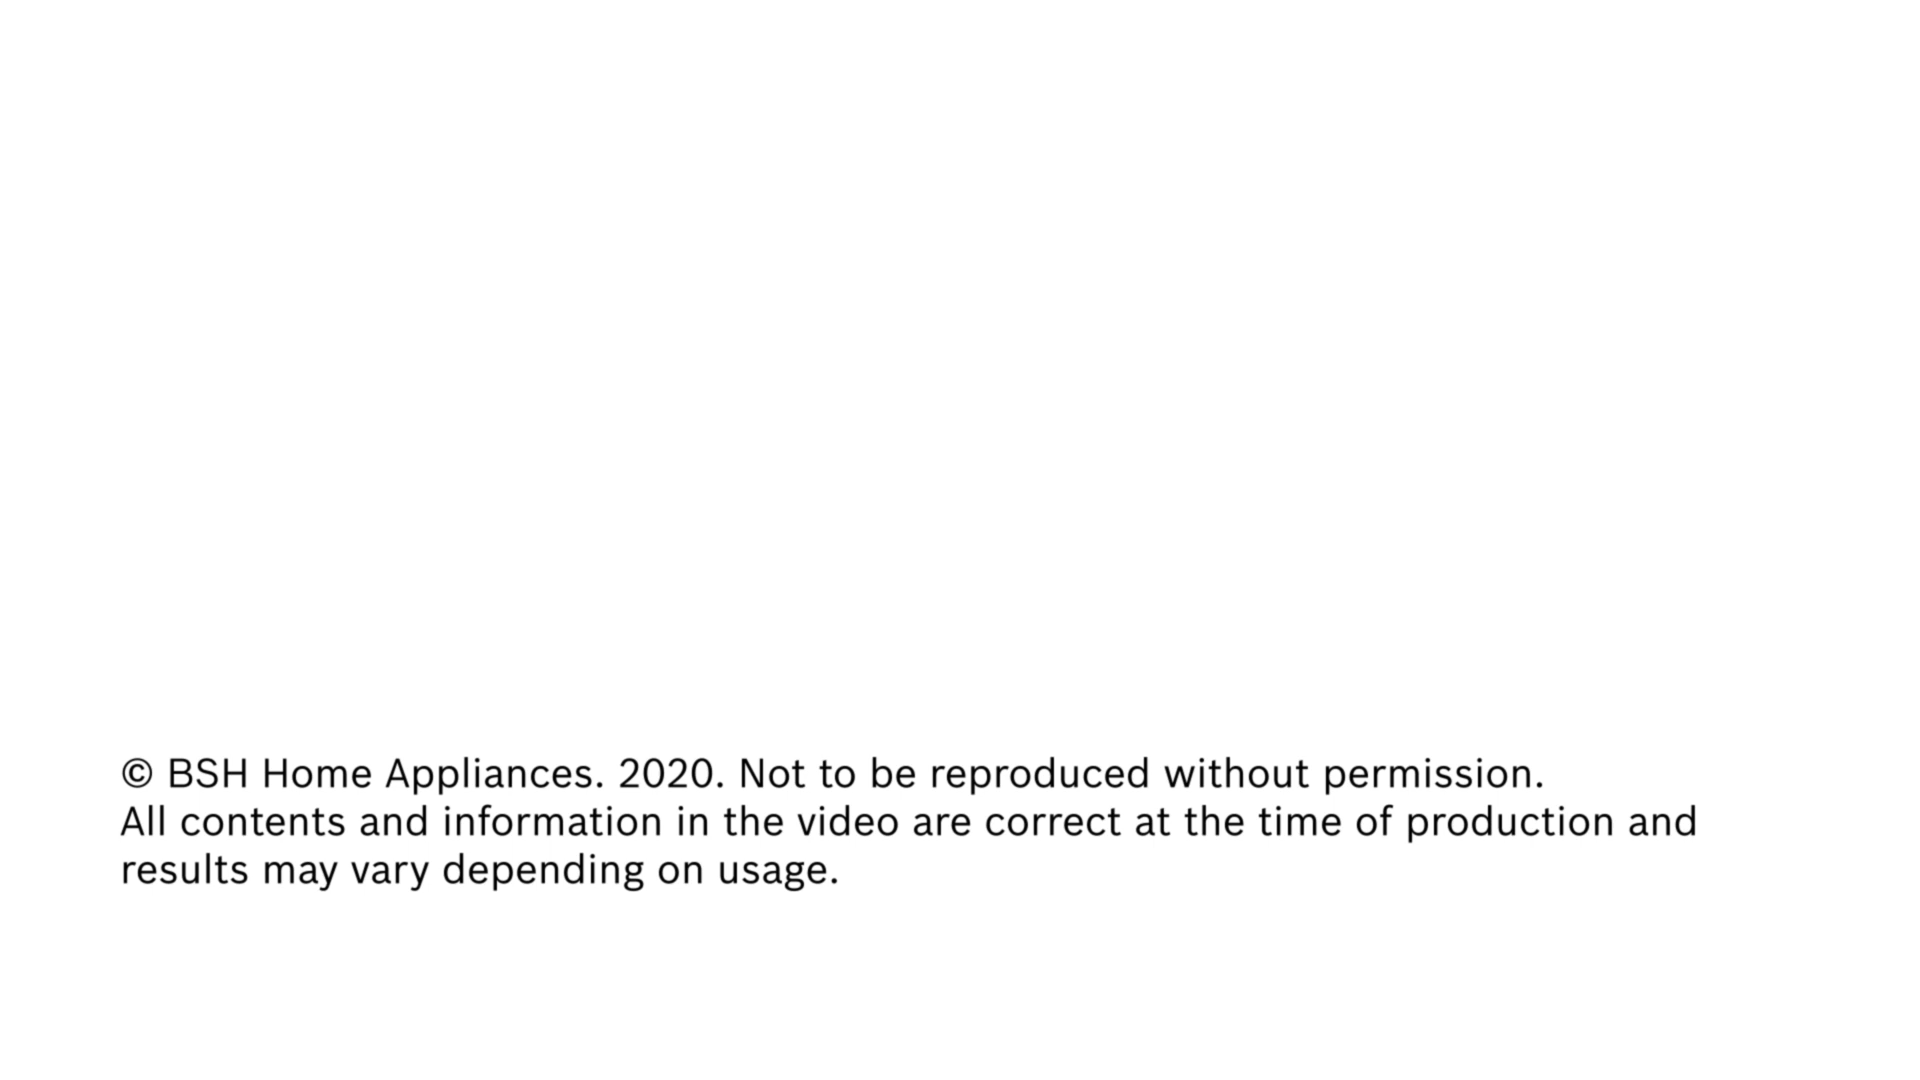 © BSH Home Appliances. 2020. Not to be reproduced without permission.
All contents and information in the video are correct at the time of production and
results may vary depending on usage.